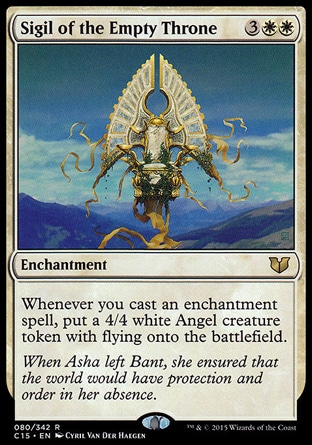 Sigil of the Empty Throne 3
Enchantment
Whenever you cast an enchantment
spell, put a 4/4 white Angel creature
token with flying onto the battlefield.
When Asha left Bant, she ensured that
the world would have protection and
order in her absence.
080/342 R
C15 • EN Cyril Van Der Haegen
™ & © 2015 Wizards of the Coast